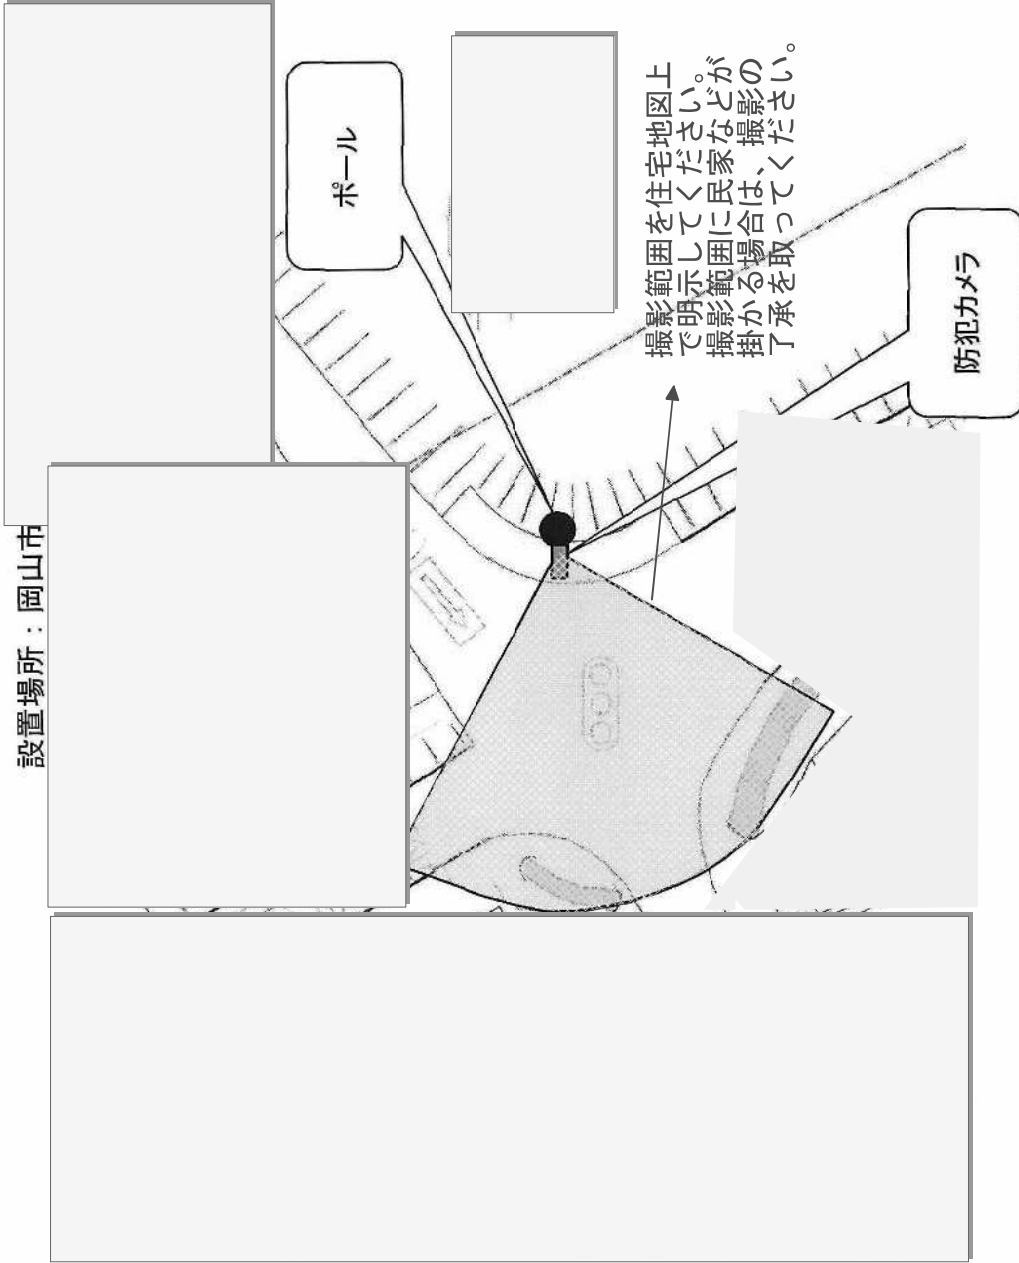 設置場所：岡山市
ポール
撮影範囲を住宅地図上
で明示してください。
撮影範囲に民家などが
掛かる場合は、撮影の
了承を取ってください。
防犯カメラ